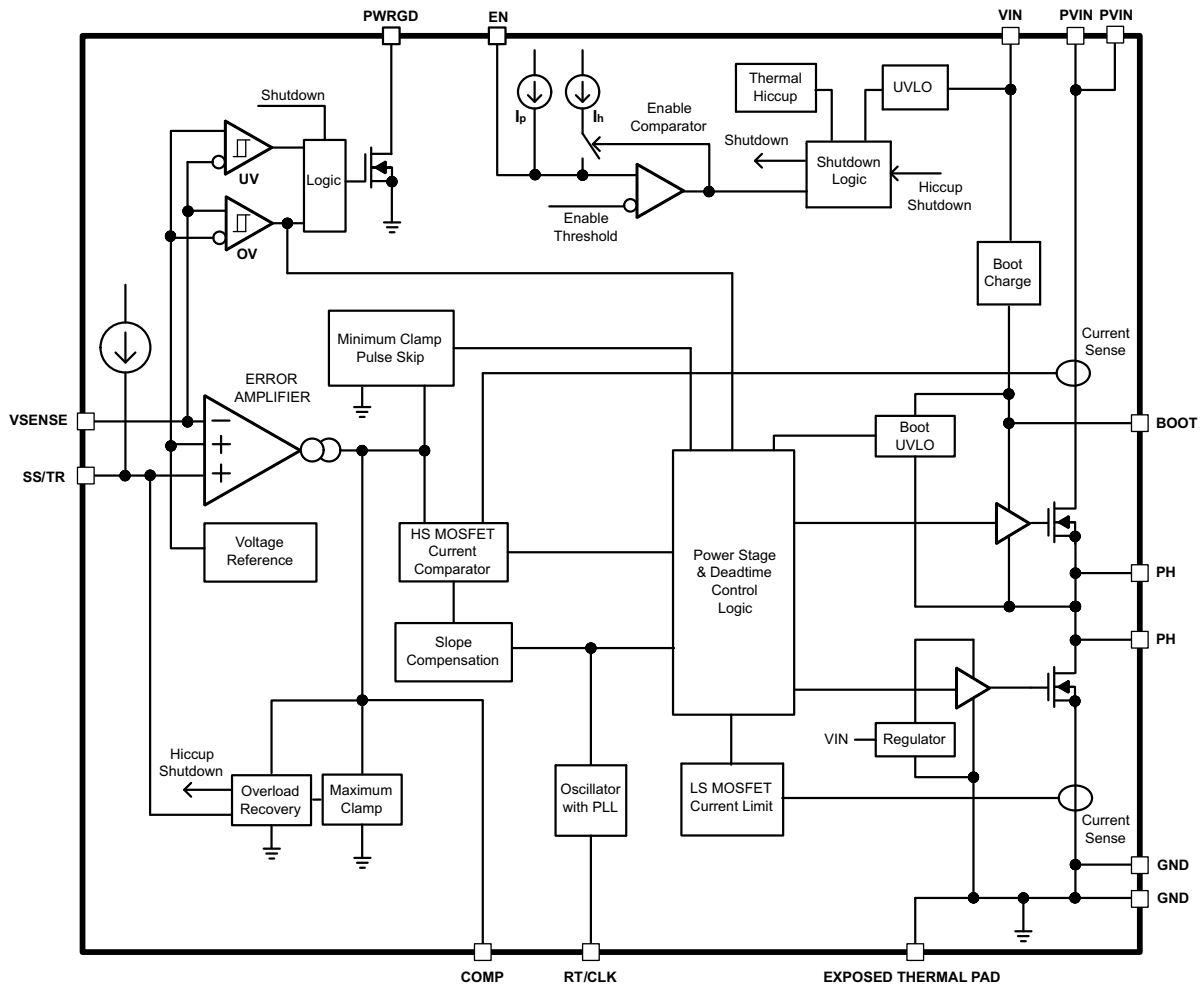 PWRGD
EN
VIN
PVIN
PVIN
Shutdown
Ip
Ih
Enable
Comparator
Thermal
Hiccup
UVLO
Shutdown
Shutdown
Logic
Hiccup
Shutdown
UV
Logic
OV
Enable
Threshold
Boot
Charge
Minimum Clamp
Pulse Skip
Current
Sense
ERROR
AMPLIFIER
VSENSE
SS/TR
Boot
UVLO
BOOT
Voltage
Reference
HS MOSFET
Current
Comparator
Power Stage
& Deadtime
Control
Logic
PH
Slope
Compensation
PH
VIN
Regulator
Hiccup
Shutdown
Overload
Recovery
Maximum
Clamp
Oscillator
with PLL
LS MOSFET
Current Limit
Current
Sense
GND
GND
COMP
RT/CLK
EXPOSED THERMAL PAD